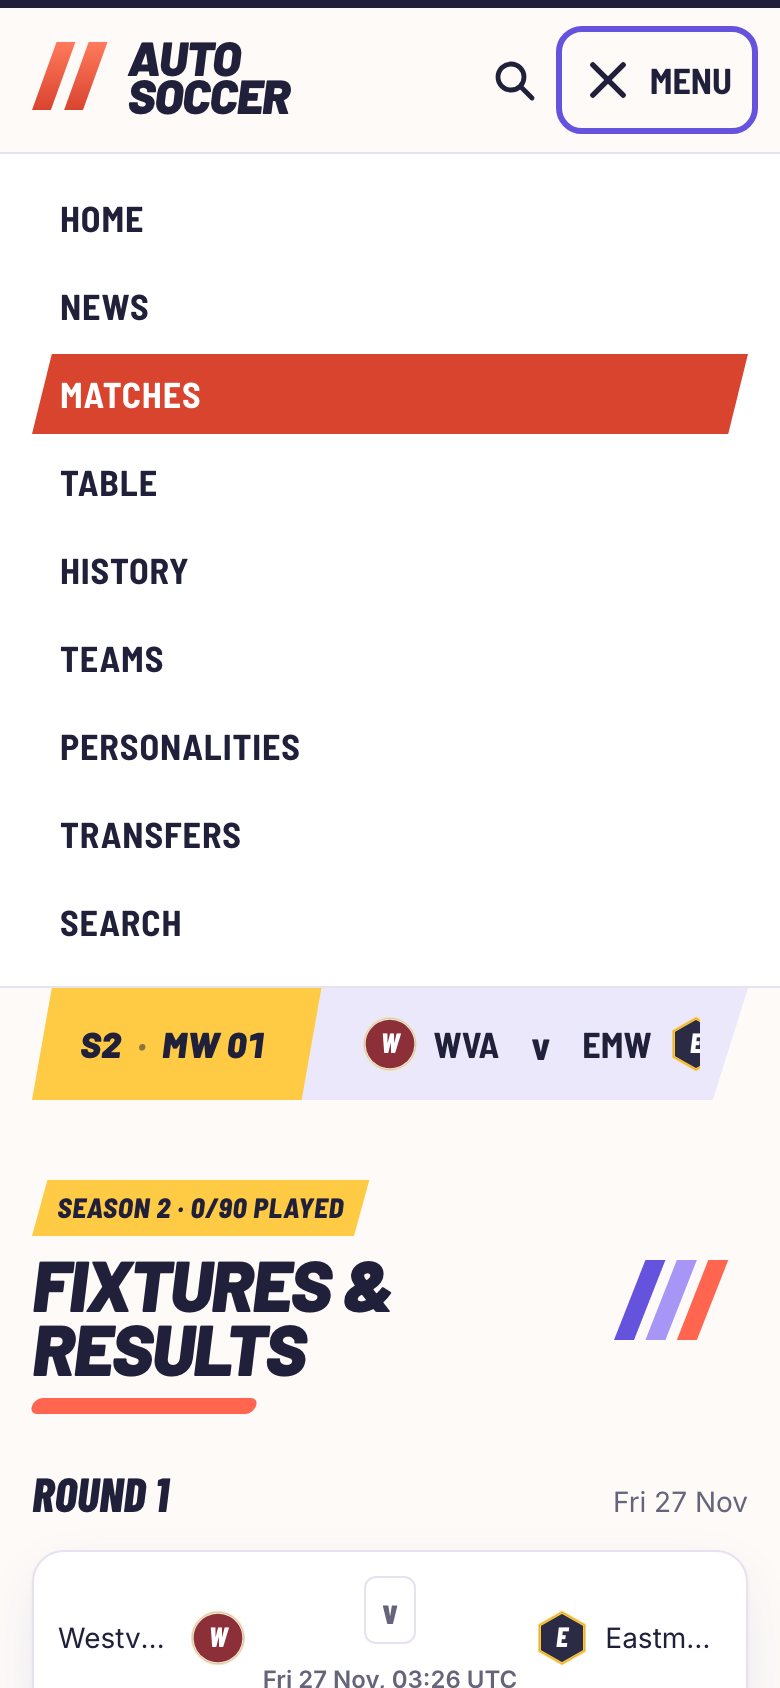 AUTO
SOCCER
MENU
HOME
NEWS
MATCHES
TABLE
HISTORY
TEAMS
PERSONALITIES
TRANSFERS
SEARCH
S2 · MW 01
W WVA v EMW E
SEASON 2 · 0/90 PLAYED
FIXTURES &
RESULTS
ROUND 1
Fri 27 Nov
Westv... W v E Eastm...
Fri 27 Nov, 03:26 UTC